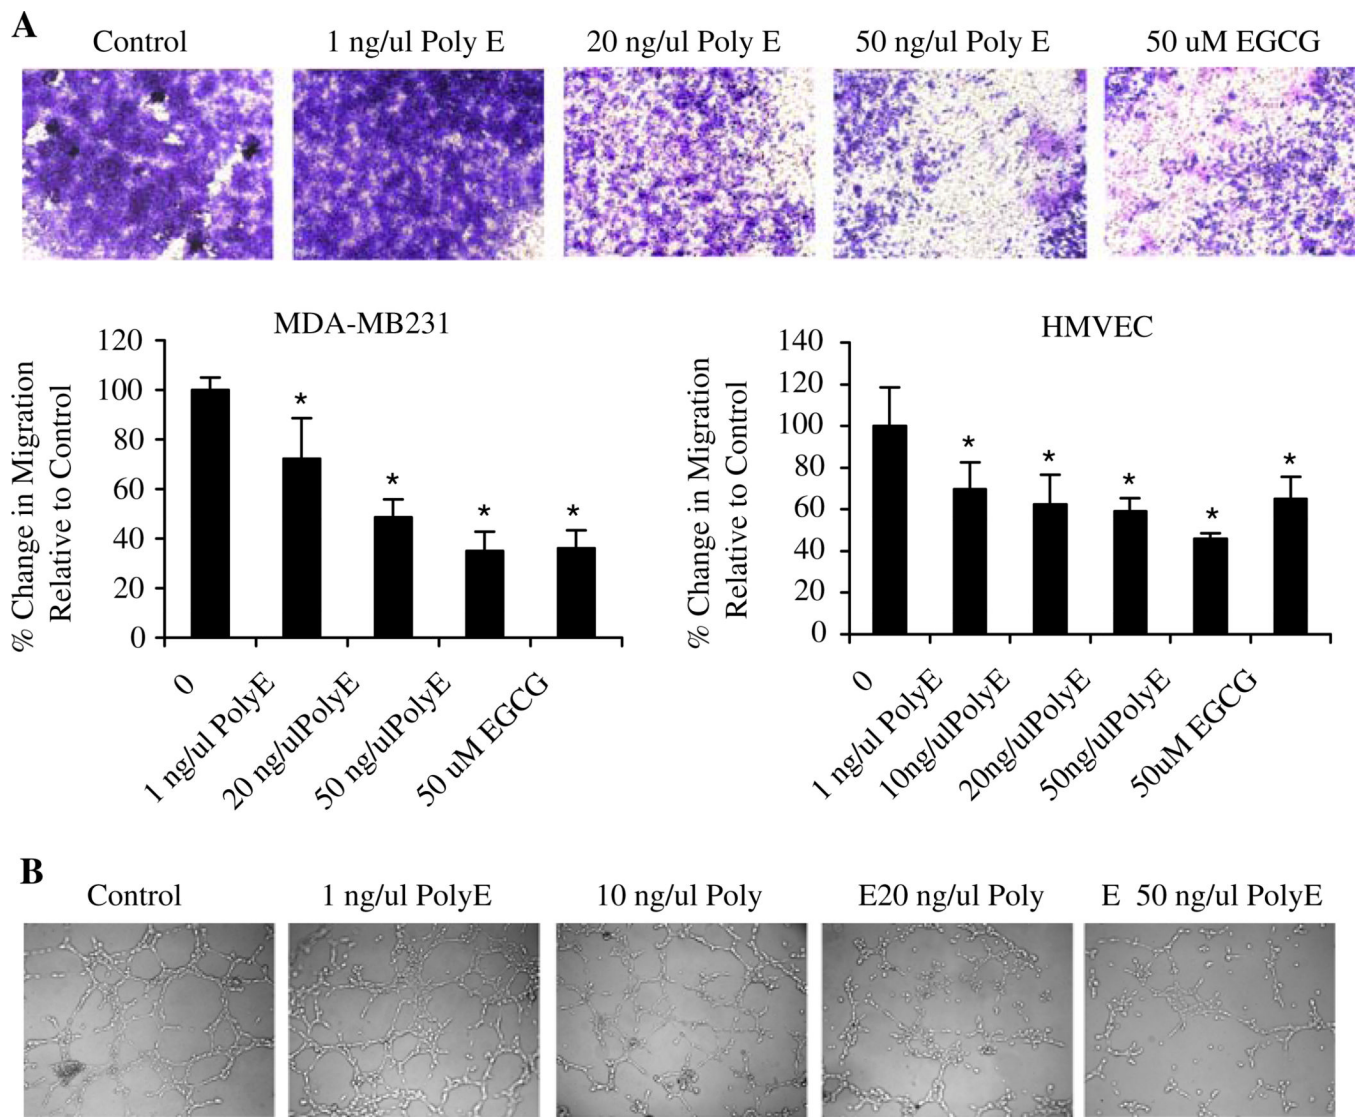 A
Control 1 ng/ul Poly E 20 ng/ul Poly E 50 ng/ul Poly E 50 uM EGCG
MDA-MB231
% Change in Migration
Relative to Control
120
100
80
60
40
20
0
* * * *
0
1 ng/ul PolyE
20 ng/ulPolyE
50 ng/ulPolyE
50 uM EGCG
HMVEC
% Change in Migration
Relative to Control
140
120
100
80
60
40
20
0
* * * * *
0
1 ng/ul PolyE
10ng/ulPolyE
20ng/ulPolyE
50ng/ulPolyE
50uM EGCG
B
Control 1 ng/ul PolyE 10 ng/ul Poly E20 ng/ul Poly E 50 ng/ul PolyE